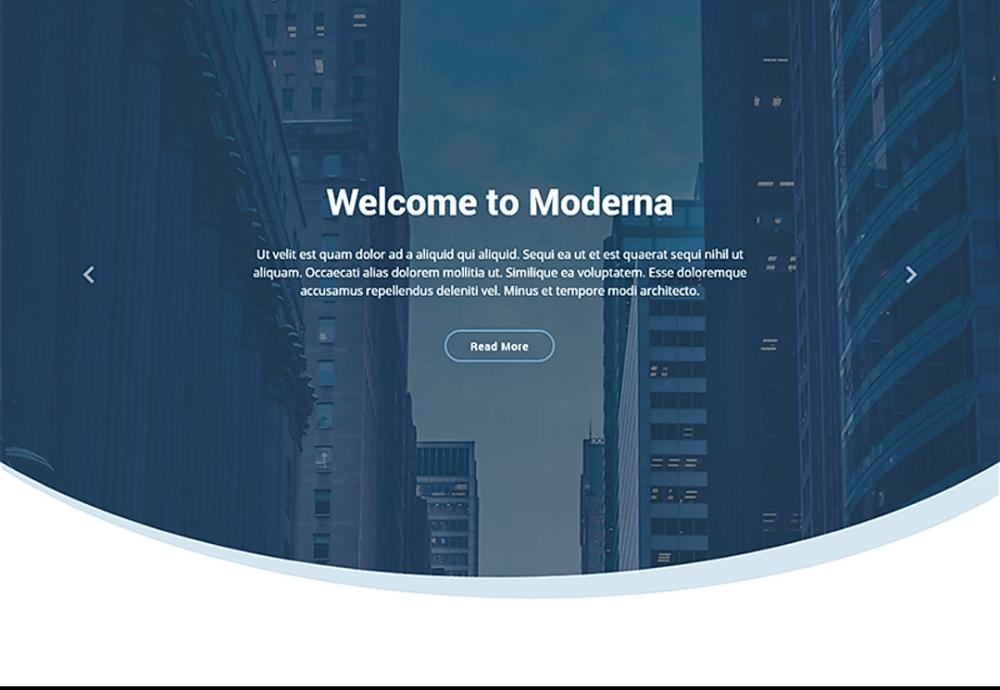 Welcome to Moderna
Ut velit est quam dolor ad a aliquid qui aliquid. Sequi ea ut et est quaerat sequi nihil ut
aliquam. Occaecati alias dolorem mollitia ut. Similique ea voluptatem. Esse doloremque
accusamus repellendus deleniti vel. Minus et tempore modi architecto.
Read More